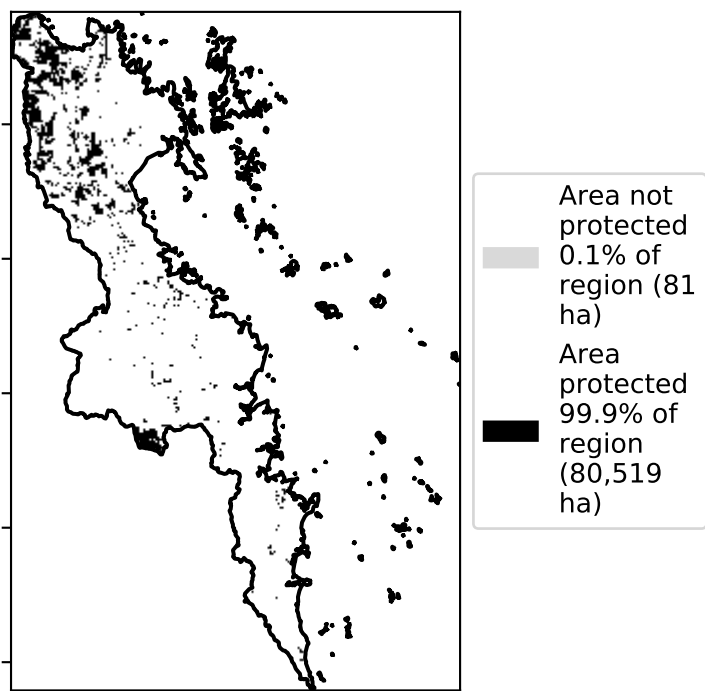 Area not
protected
0.1% of
region (81
ha)
Area
protected
99.9% of
region
(80,519
ha)